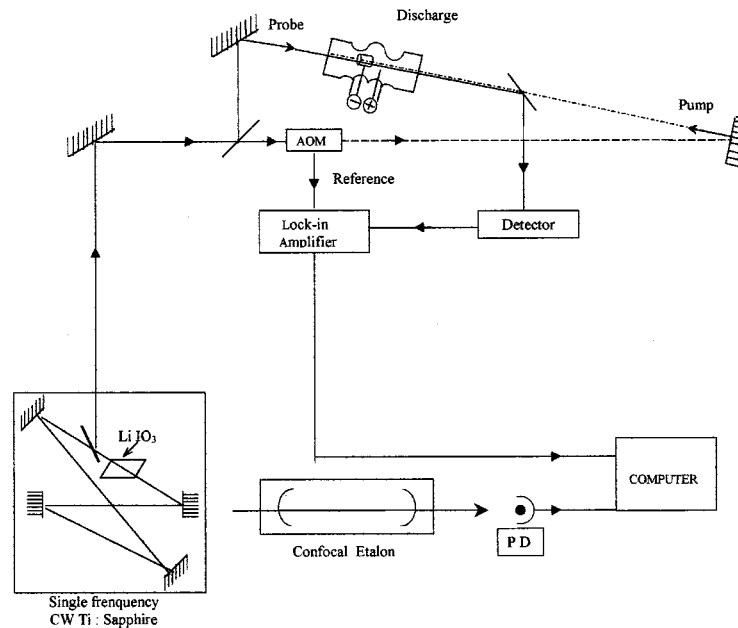 Probe
Discharge
Pump
AOM
Reference
Lock-in
Amplifier
Detector
Li IO₃
COMPUTER
Confocal Etalon
P D
Single frenquency
CW Ti : Sapphire